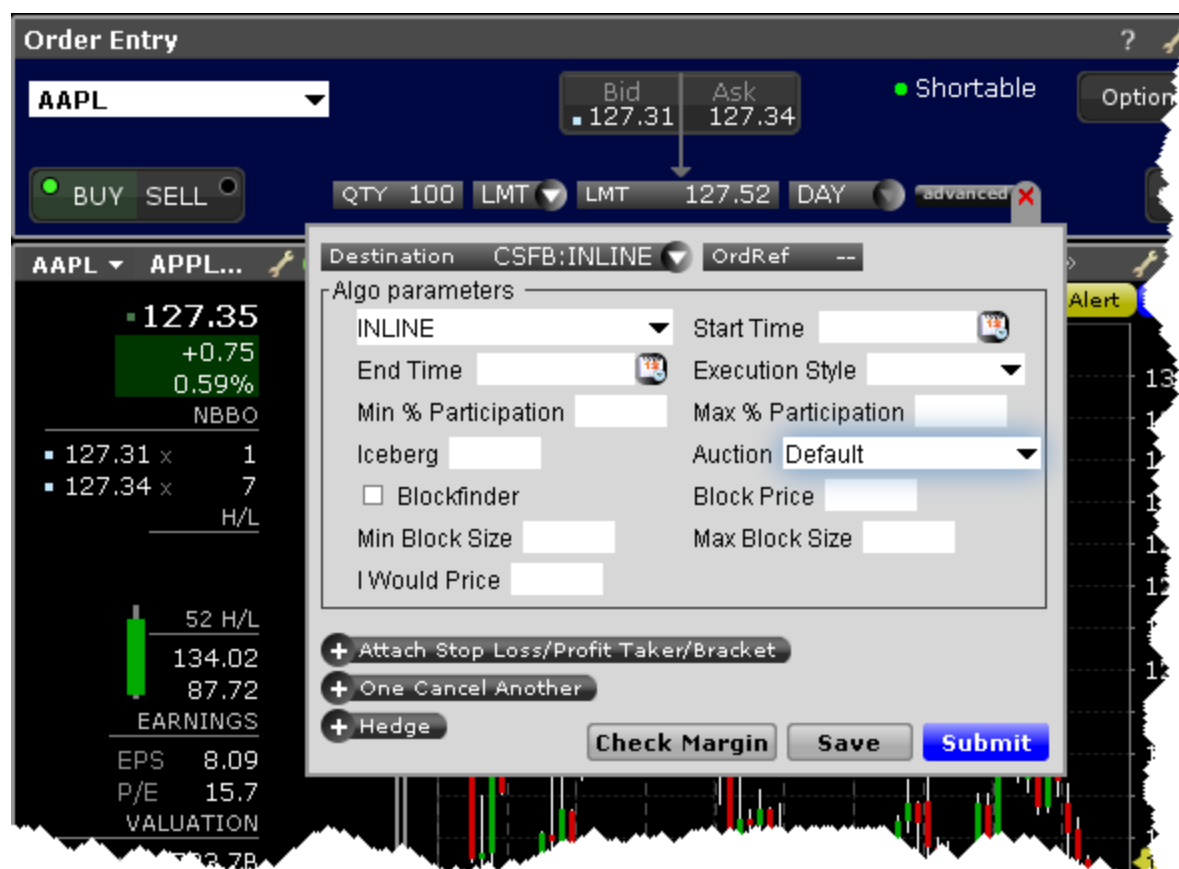 Order Entry ?
AAPL
Bid Ask
127.31 127.34
Shortable
Option
BUY SELL
QTY 100 LMT LMT 127.52 DAY advanced
AAPL APPL...
Destination CSFB:INLINE OrdRef --
Alert
Algo parameters
INLINE Start Time
End Time Execution Style
Min % Participation Max % Participation
Iceberg Auction Default
Blockfinder Block Price
Min Block Size Max Block Size
I Would Price
Attach Stop Loss/Profit Taker/Bracket
One Cancel Another
Hedge
Check Margin Save Submit
127.35
+0.75
0.59%
NBBO
127.31 x 1
127.34 x 7
H/L
52 H/L
134.02
87.72
EARNINGS
EPS 8.09
P/E 15.7
VALUATION